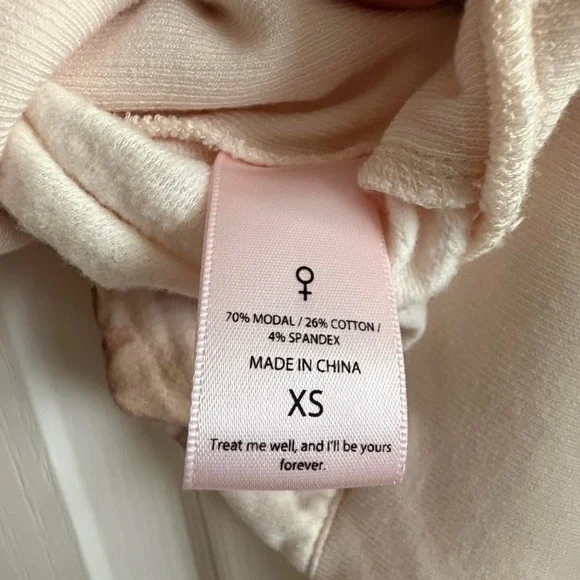 70% MODAL / 26% COTTON /
4% SPANDEX
MADE IN CHINA
XS
Treat me well, and I'll be yours
forever.